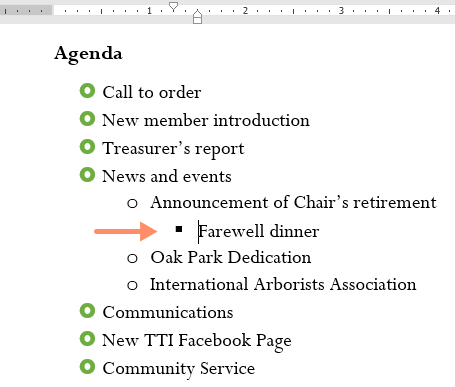 1 2 3 4
Agenda
Call to order
New member introduction
Treasurer’s report
News and events
Announcement of Chair’s retirement
Farewell dinner
Oak Park Dedication
International Arborists Association
Communications
New TTI Facebook Page
Community Service